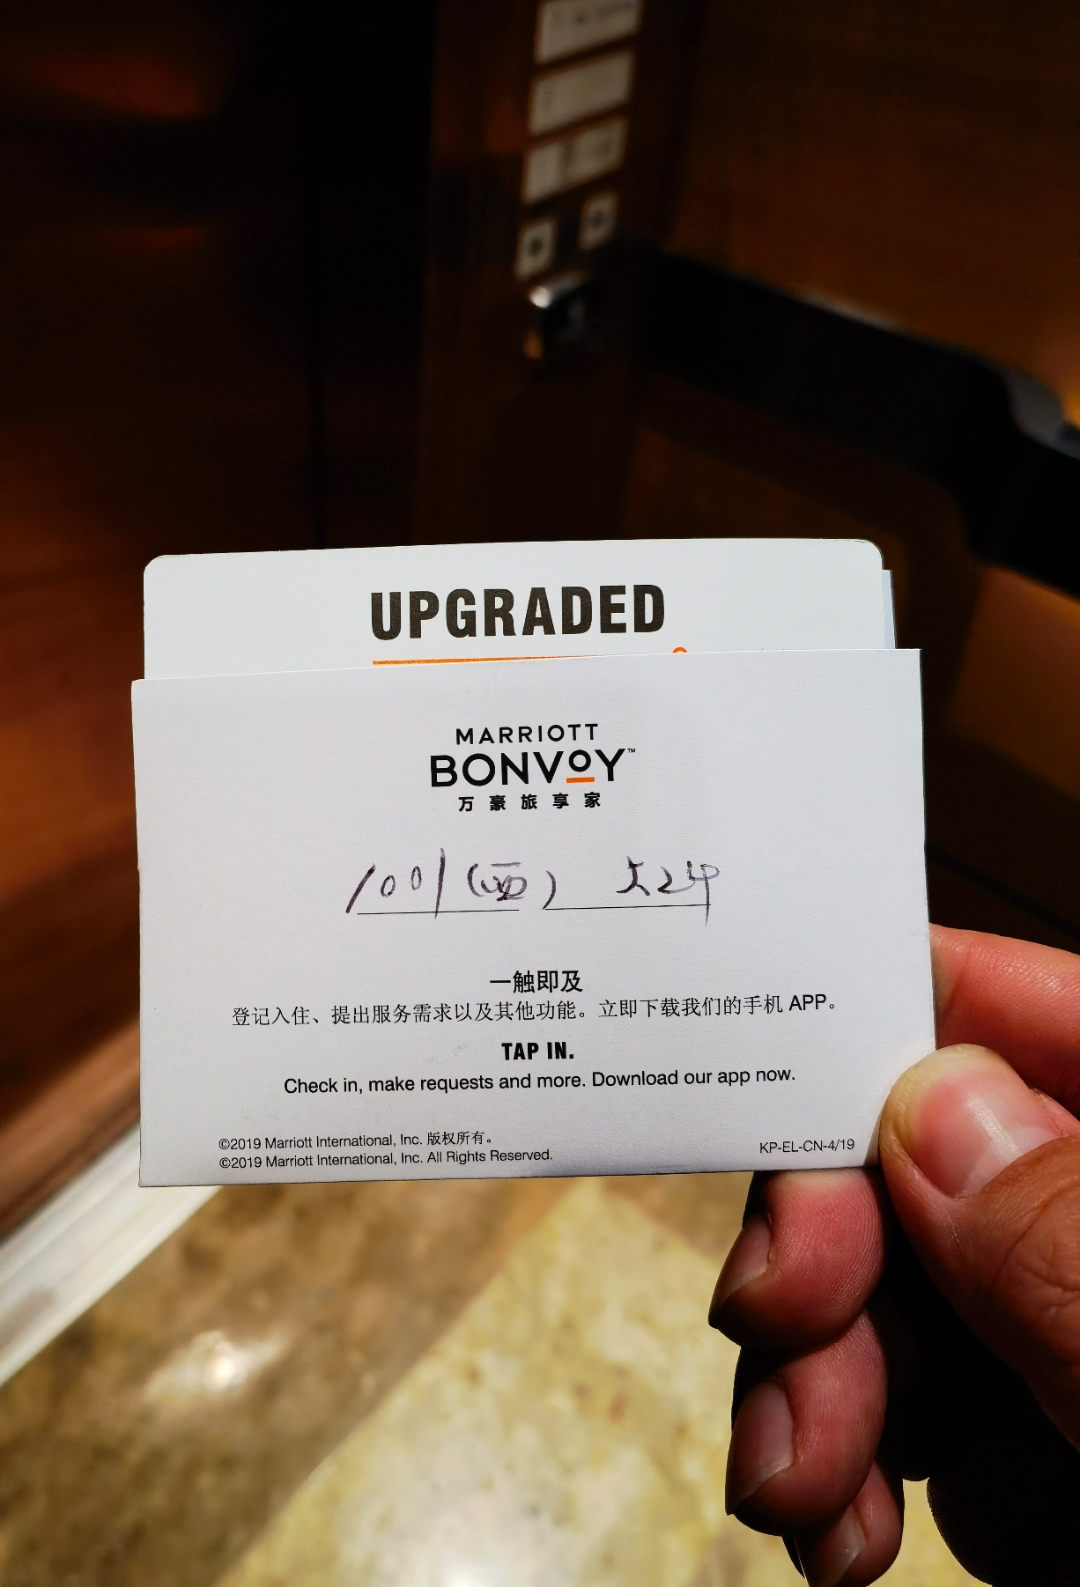 UPGRADED
MARRIOTT
BONVOY™
万豪旅享家
1001(西)
一触即及
登记入住、提出服务需求以及其他功能。立即下载我们的手机 APP。
TAP IN.
Check in, make requests and more. Download our app now.
©2019 Marriott International, Inc. 版权所有。
©2019 Marriott International, Inc. All Rights Reserved.
KP-EL-CN-4/19